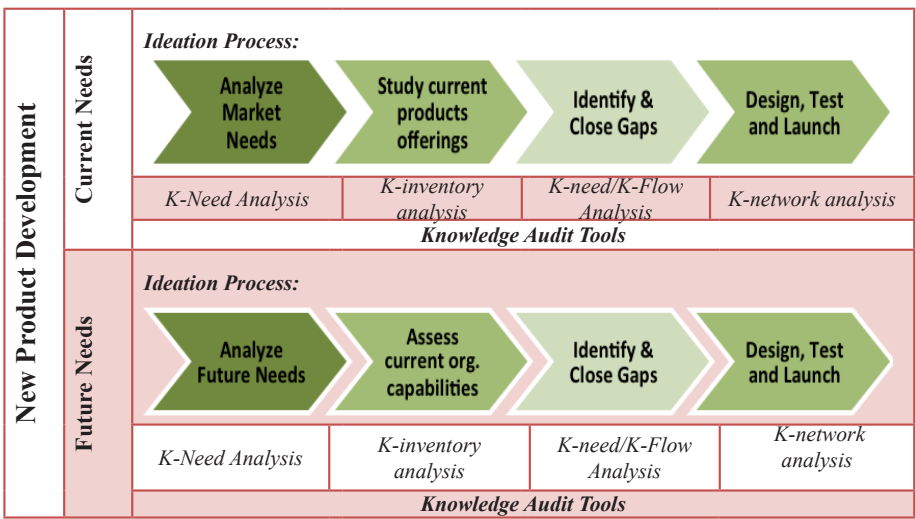 New Product Development
Current Needs
Ideation Process:
Analyze
Market
Needs
Study current
products
offerings
Identify &
Close Gaps
Design, Test
and Launch
K-Need Analysis
K-inventory
analysis
K-need/K-Flow
Analysis
K-network analysis
Knowledge Audit Tools
Future Needs
Ideation Process:
Analyze
Future Needs
Assess
current org.
capabilities
Identify &
Close Gaps
Design, Test
and Launch
K-Need Analysis
K-inventory
analysis
K-need/K-Flow
Analysis
K-network
analysis
Knowledge Audit Tools